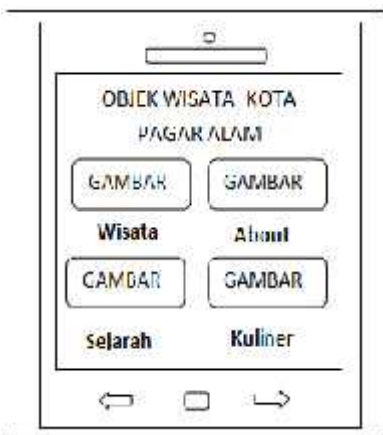 OBJEK WISATA KOTA
PAGAR ALAM
GAMBAR GAMBAR
Wisata About
GAMBAR GAMBAR
Sejarah Kuliner